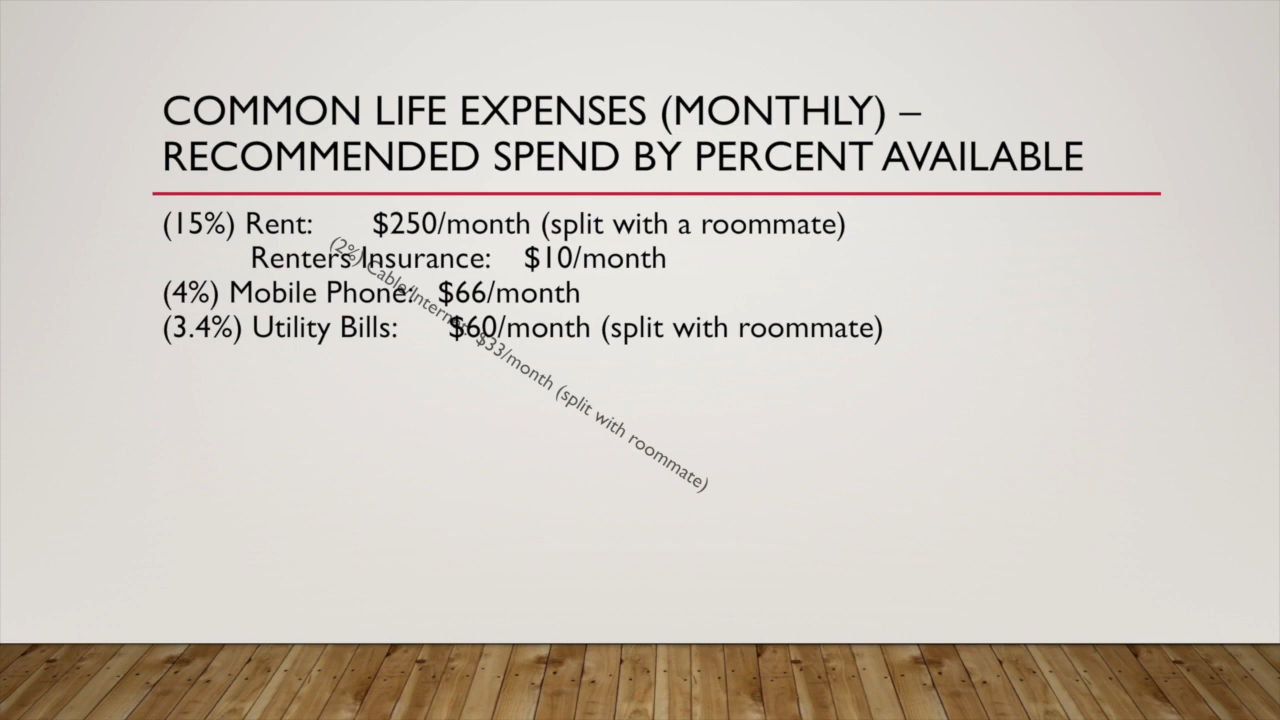 COMMON LIFE EXPENSES (MONTHLY) –
RECOMMENDED SPEND BY PERCENT AVAILABLE
(15%) Rent: $250/month (split with a roommate)
Renters Insurance: $10/month
(4%) Mobile Phone: $66/month
(3.4%) Utility Bills: $60/month (split with roommate)
(2%) Cable/Internet: $33/month (split with roommate)